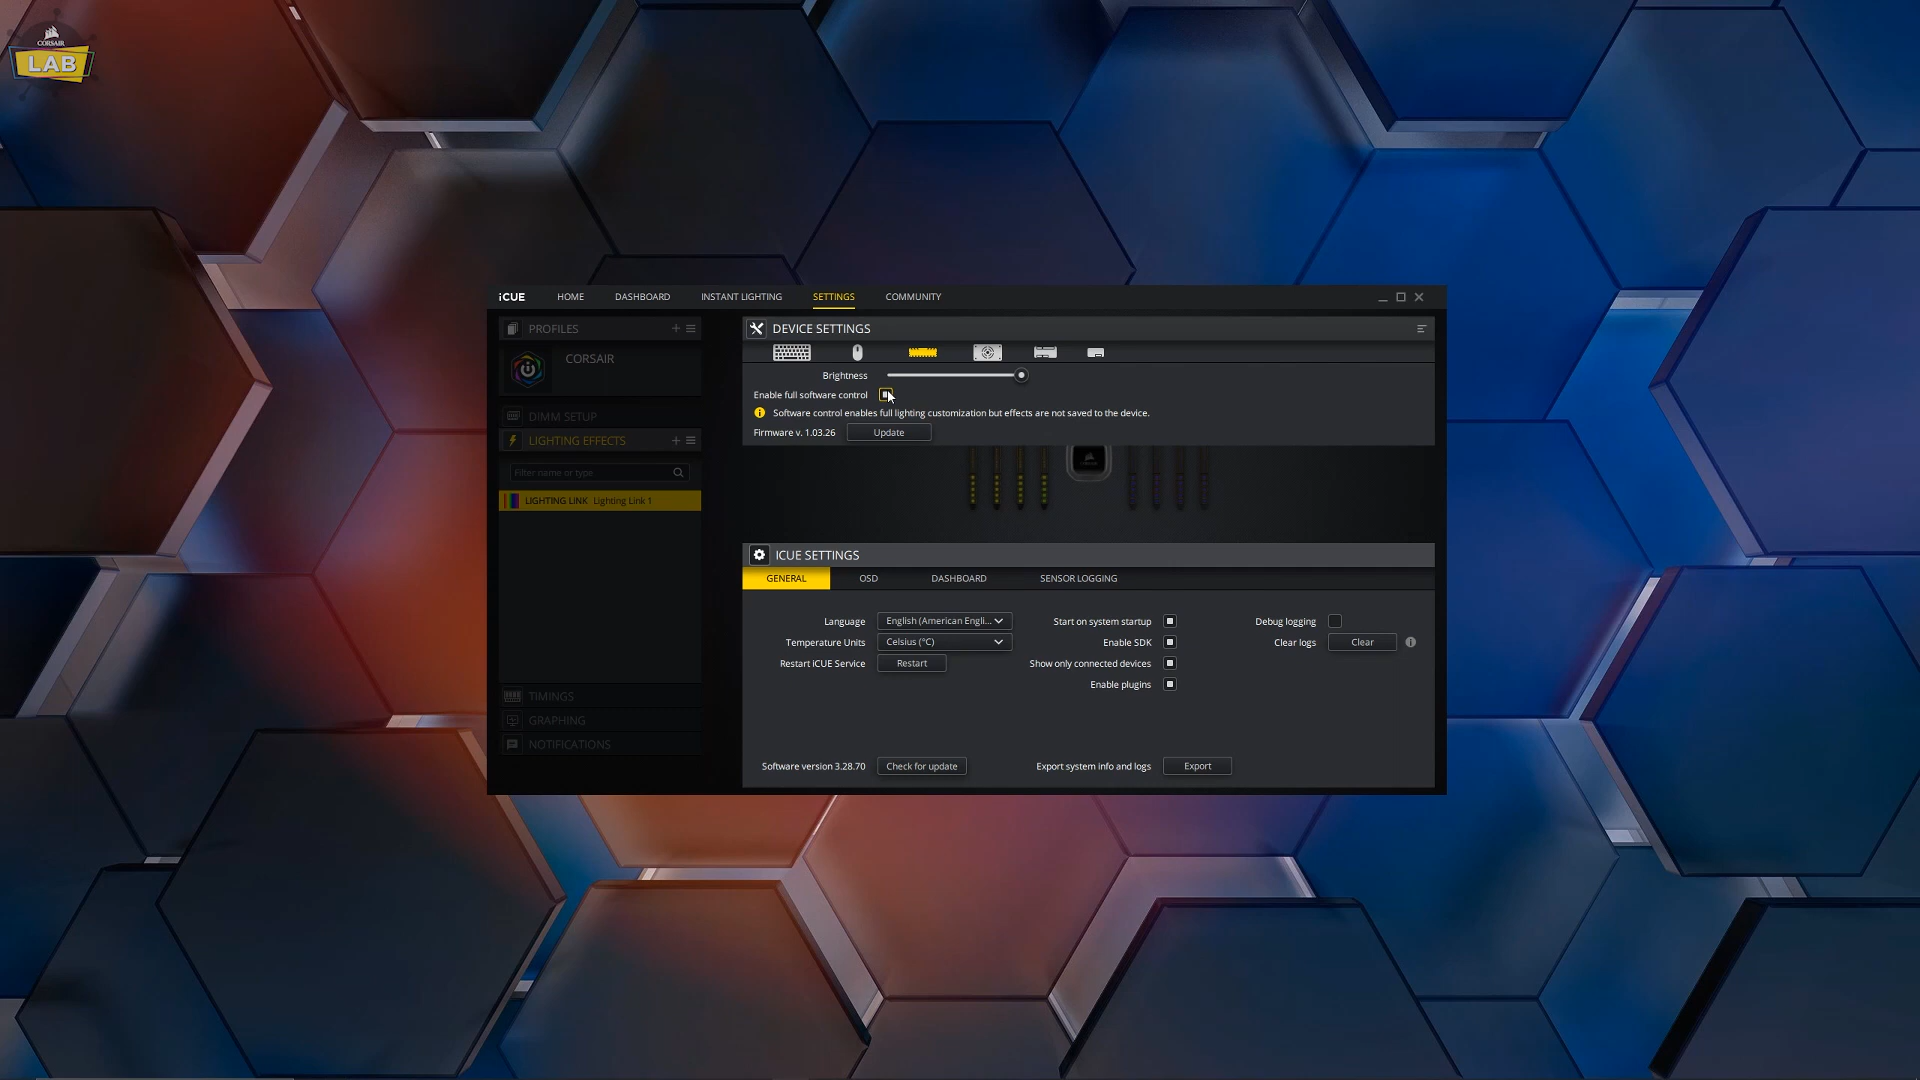 CORSAIR
LAB
iCUE HOME DASHBOARD INSTANT LIGHTING SETTINGS COMMUNITY
PROFILES
CORSAIR
DIMM SETUP
LIGHTING EFFECTS
Filter name or type
LIGHTING LINK Lighting Link 1
TIMINGS
GRAPHING
NOTIFICATIONS
DEVICE SETTINGS
Brightness
Enable full software control
Software control enables full lighting customization but effects are not saved to the device.
Firmware v. 1.03.26 Update
ICUE SETTINGS
GENERAL OSD DASHBOARD SENSOR LOGGING
Language English (American Engli... Start on system startup Debug logging
Temperature Units Celsius (°C) Enable SDK Clear logs Clear
Restart iCUE Service Restart Show only connected devices
Enable plugins
Software version 3.28.70 Check for update Export system info and logs Export